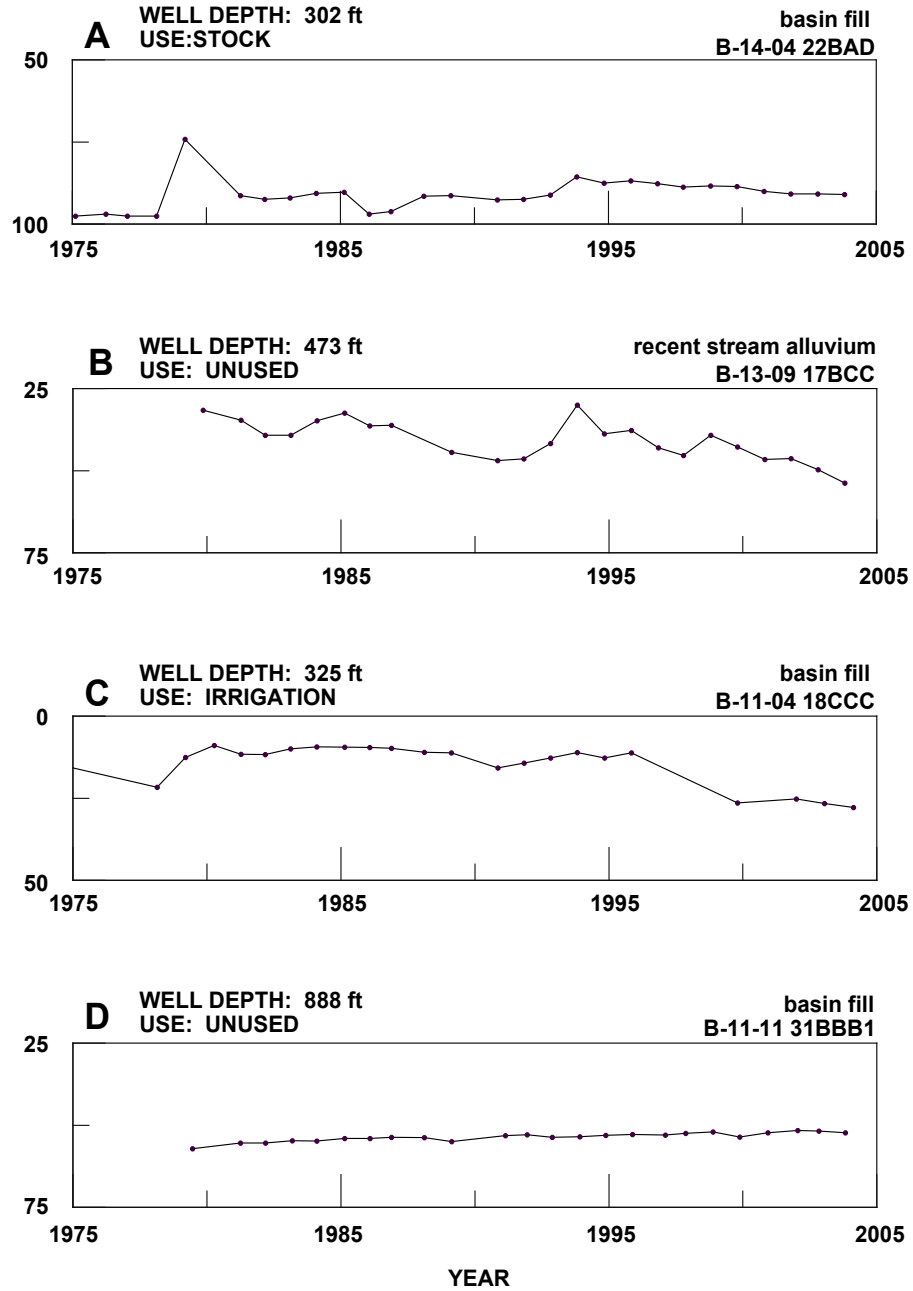 A
WELL DEPTH: 302 ft
USE:STOCK
basin fill
B-14-04 22BAD
50
100
1975
1985
1995
2005
B
WELL DEPTH: 473 ft
USE: UNUSED
recent stream alluvium
B-13-09 17BCC
25
75
1975
1985
1995
2005
C
WELL DEPTH: 325 ft
USE: IRRIGATION
basin fill
B-11-04 18CCC
0
50
1975
1985
1995
2005
D
WELL DEPTH: 888 ft
USE: UNUSED
basin fill
B-11-11 31BBB1
25
75
1975
1985
1995
2005
YEAR